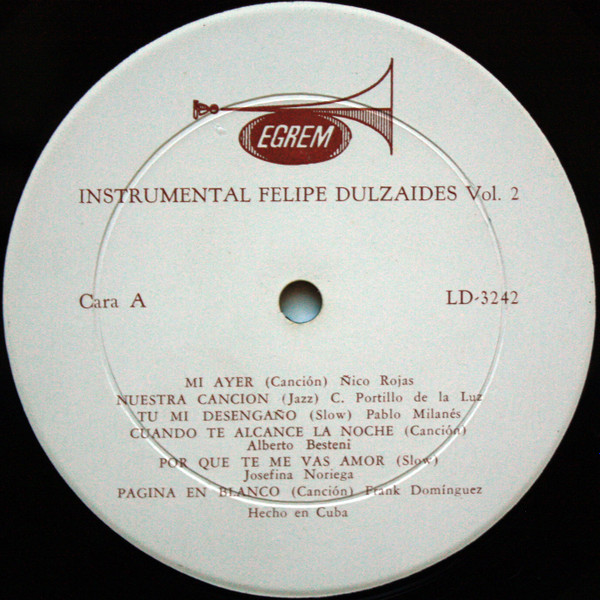 EGREM
INSTRUMENTAL FELIPE DULZAIDES Vol. 2
Cara A
LD-3242
MI AYER (Canción) Ñico Rojas
NUESTRA CANCION (Jazz) C. Portillo de la Luz
TU MI DESENGAÑO (Slow) Pablo Milanés
CUANDO TE ALCANCE LA NOCHE (Canción)
Alberto Besteni
POR QUE TE ME VAS AMOR (Slow)
Josefina Noriega
PAGINA EN BLANCO (Canción) Frank Domínguez
Hecho en Cuba